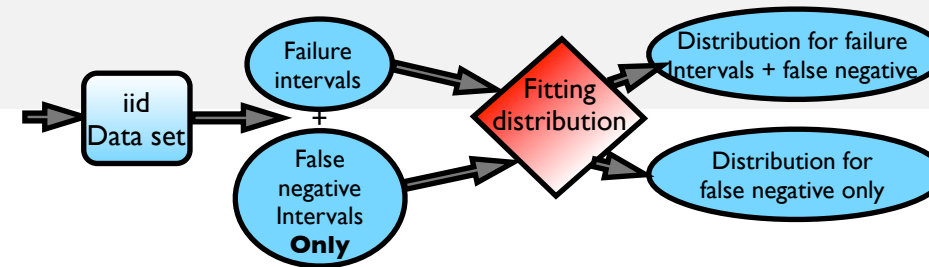 iid
Data set
Failure
intervals
+
False
negative
Intervals
Only
Fitting
distribution
Distribution for failure
Intervals + false negative
Distribution for
false negative only